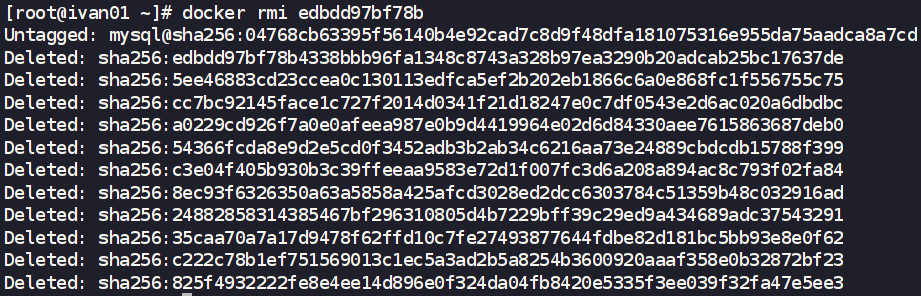 [root@ivan01 ~]# docker rmi edbdd97bf78b
Untagged: mysql@sha256:04768cb63395f56140b4e92cad7c8d9f48dfa181075316e955da75aadca8a7cd
Deleted: sha256:edbdd97bf78b4338bbb96fa1348c8743a328b97ea3290b20adcab25bc17637de
Deleted: sha256:5ee46883cd23ccea0c130113edfca5ef2b202eb1866c6a0e868fc1f556755c75
Deleted: sha256:cc7bc92145face1c727f2014d0341f21d18247e0c7df0543e2d6ac020a6dbdbc
Deleted: sha256:a0229cd926f7a0e0afeea987e0b9d4419964e02d6d84330aee7615863687deb0
Deleted: sha256:54366fcda8e9d2e5cd0f3452adb3b2ab34c6216aa73e24889cbdcdb15788f399
Deleted: sha256:c3e04f405b930b3c39ffeeaa9583e72d1f007fc3d6a208a894ac8c793f02fa84
Deleted: sha256:8ec93f6326350a63a5858a425afcd3028ed2dcc6303784c51359b48c032916ad
Deleted: sha256:24882858314385467bf296310805d4b7229bff39c29ed9a434689adc37543291
Deleted: sha256:35caa70a7a17d9478f62ffd10c7fe27493877644fdbe82d181bc5bb93e8e0f62
Deleted: sha256:c222c78b1ef751569013c1ec5a3ad2b5a8254b3600920aaaf358e0b32872bf23
Deleted: sha256:825f4932222fe8e4ee14d896e0f324da04fb8420e5335f3ee039f32fa47e5ee3